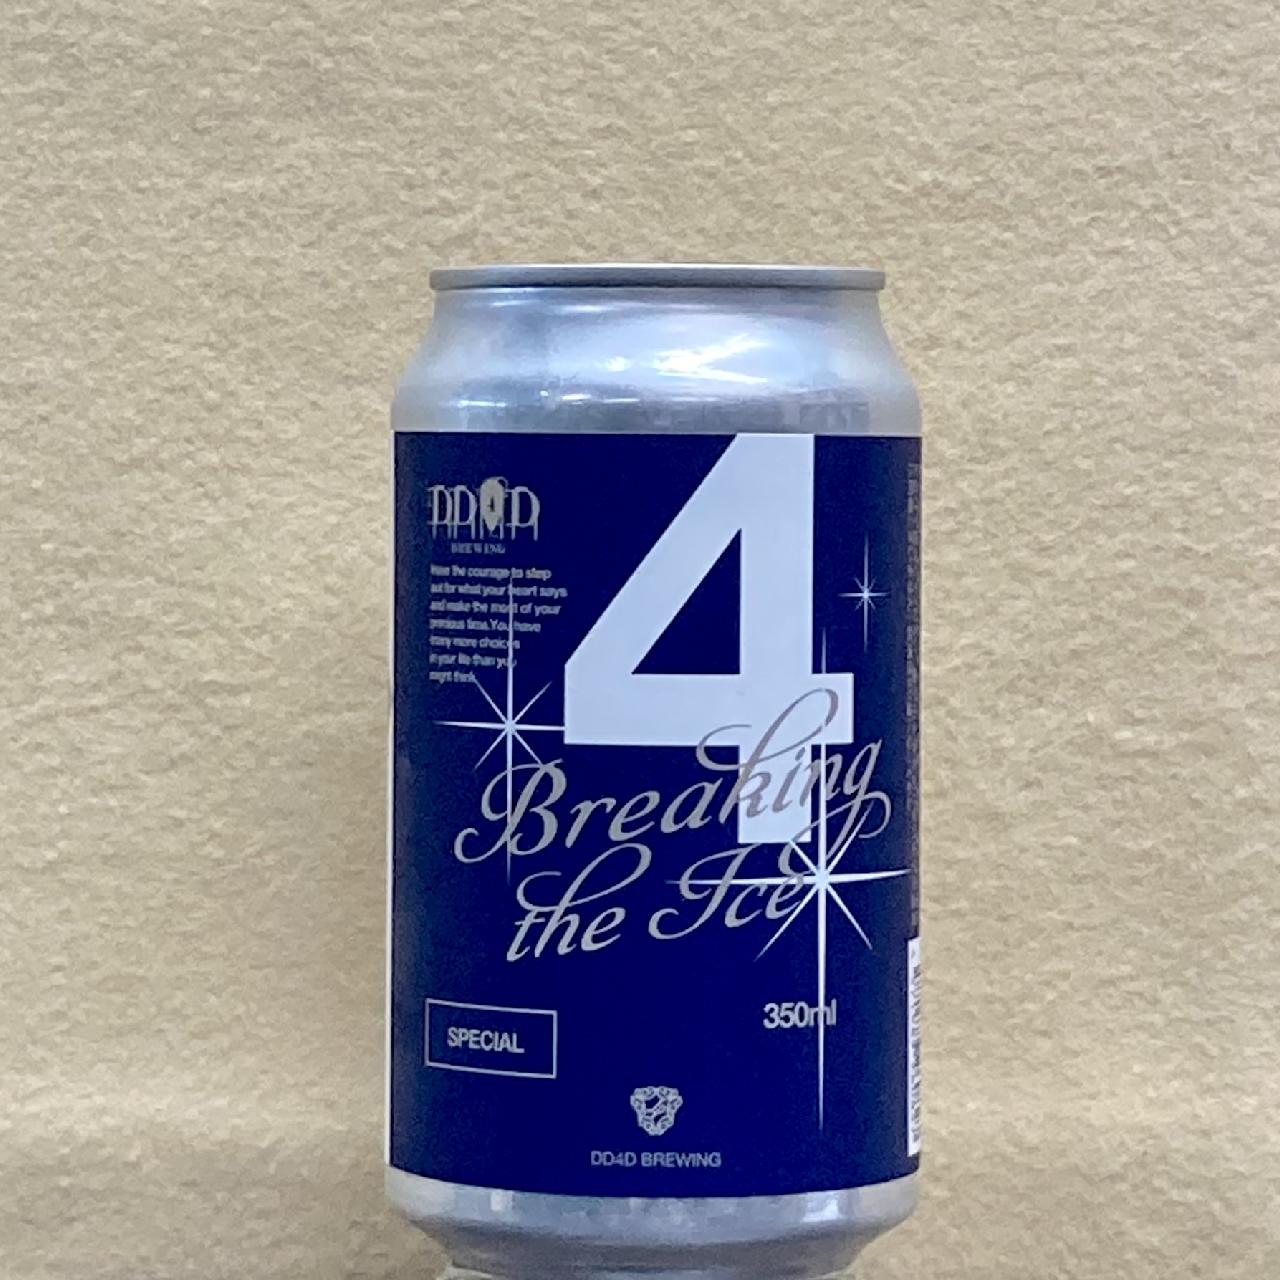 4
DD4D
BREWING
Have the courage to step
out for what your heart says
and make the most of your
precious time. You have
many more choices
in your life than you
might think
Breaking
the Ice
SPECIAL
350ml
DD4D BREWING